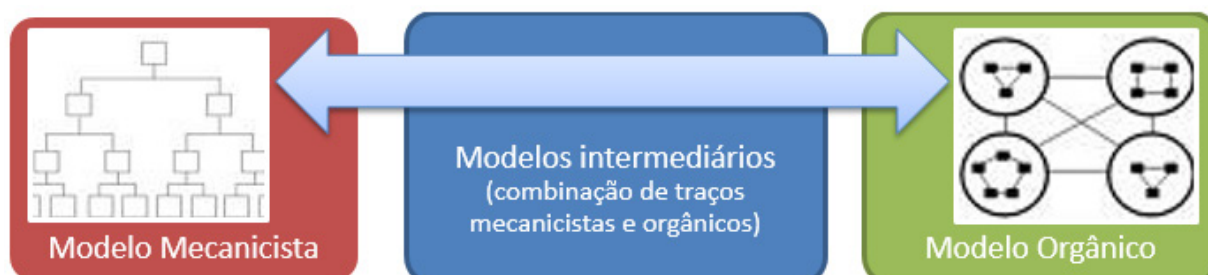 Modelo Mecanicista
Modelos intermediários
(combinação de traços
mecanicistas e orgânicos)
Modelo Orgânico